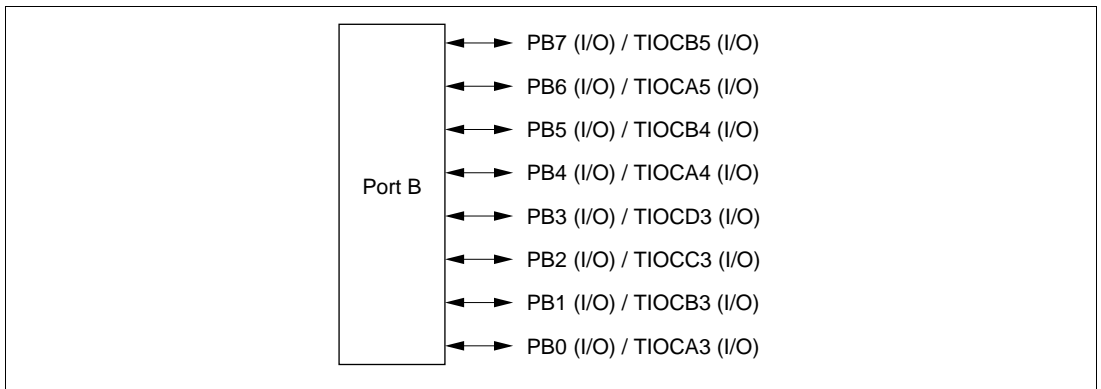 PB7 (I/O) / TIOCB5 (I/O)
PB6 (I/O) / TIOCA5 (I/O)
PB5 (I/O) / TIOCB4 (I/O)
PB4 (I/O) / TIOCA4 (I/O)
Port B
PB3 (I/O) / TIOCD3 (I/O)
PB2 (I/O) / TIOCC3 (I/O)
PB1 (I/O) / TIOCB3 (I/O)
PB0 (I/O) / TIOCA3 (I/O)